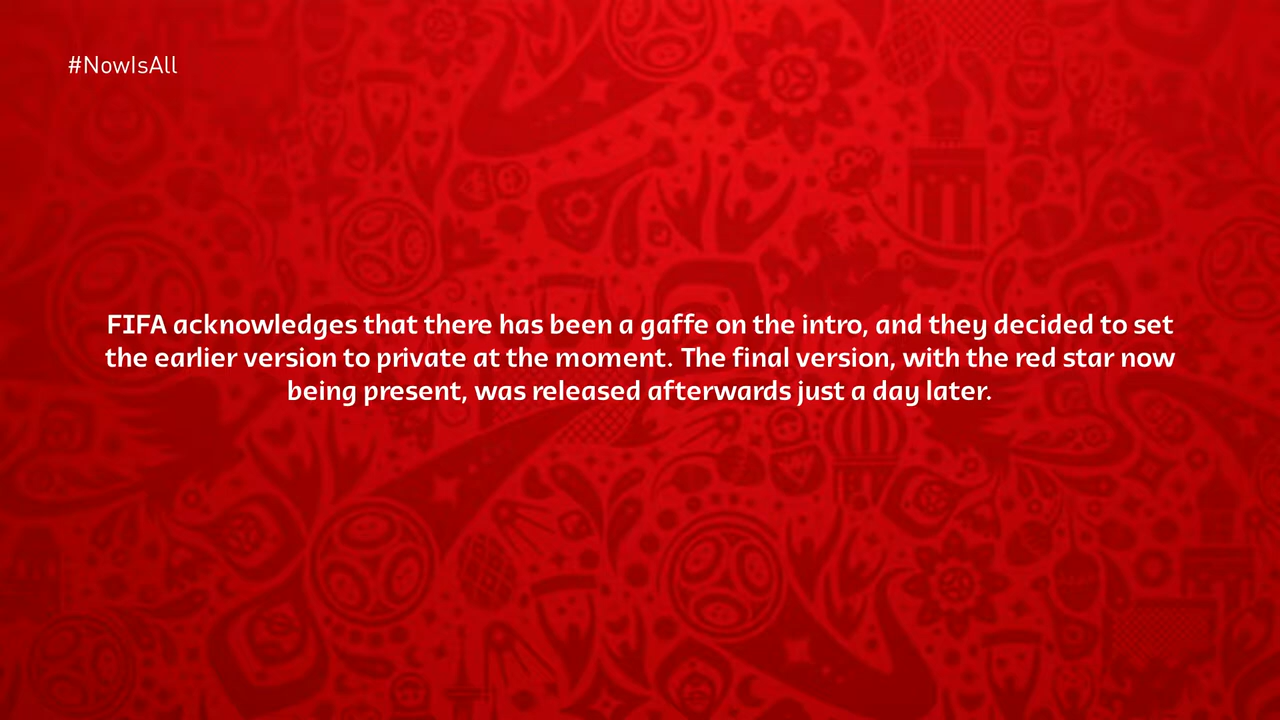 #NowIsAll
FIFA acknowledges that there has been a gaffe on the intro, and they decided to set
the earlier version to private at the moment. The final version, with the red star now
being present, was released afterwards just a day later.